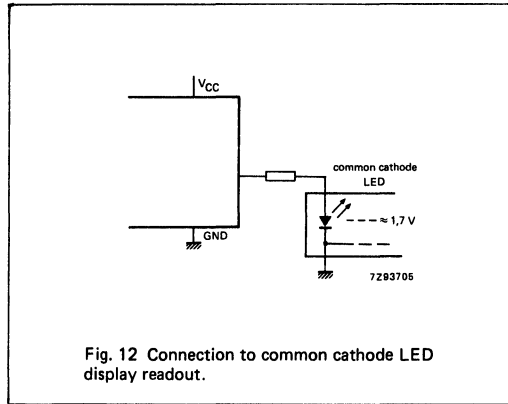 VCC
common cathode
LED
≈ 1,7 V
GND
7Z93705
Fig. 12 Connection to common cathode LED
display readout.